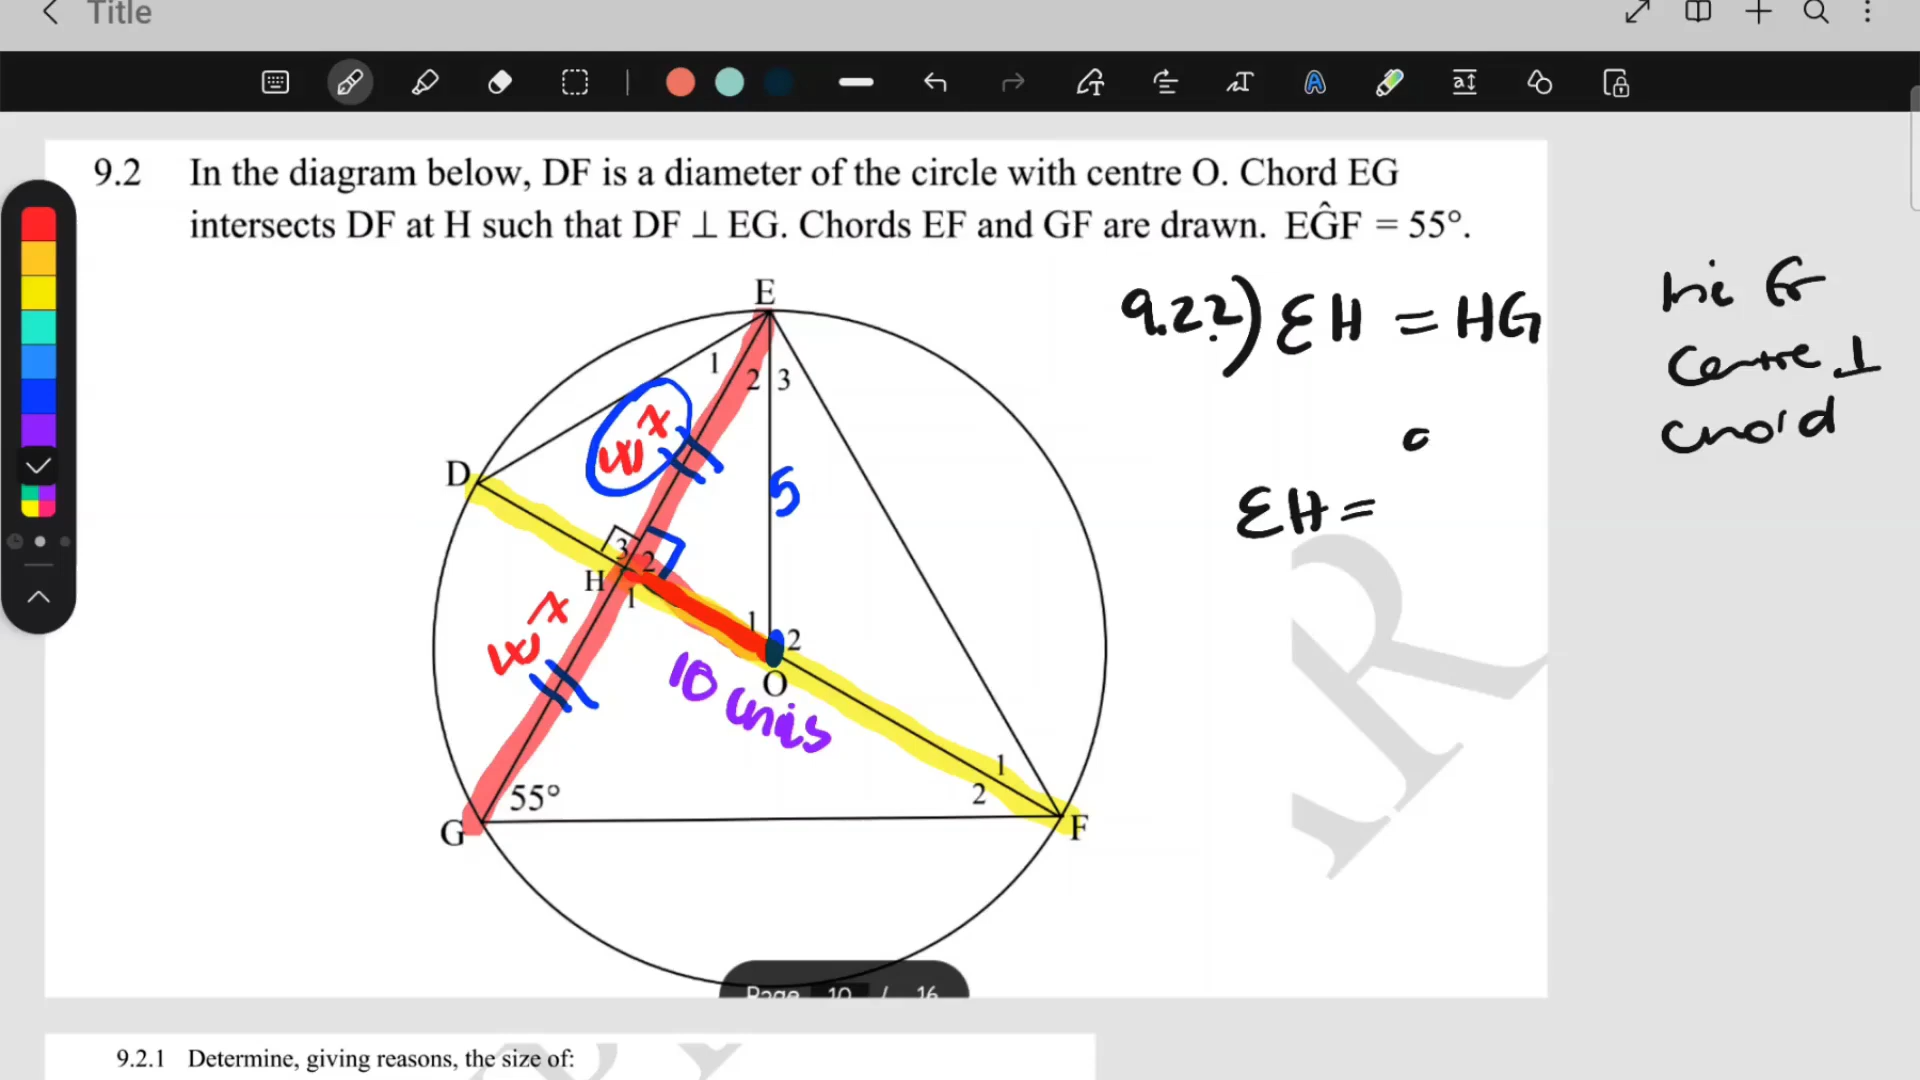 Title
9.2 In the diagram below, DF is a diameter of the circle with centre O. Chord EG
intersects DF at H such that DF ⊥ EG. Chords EF and GF are drawn. EĜF = 55°.
E
1
2
3
D
x
5
3
2
H
1
x
1
2
O
10 units
1
2
55°
G
F
9.2.2) EH = HG
EH =
line fr
centre ⊥
chord
Page 10 / 16
9.2.1 Determine, giving reasons, the size of:
R